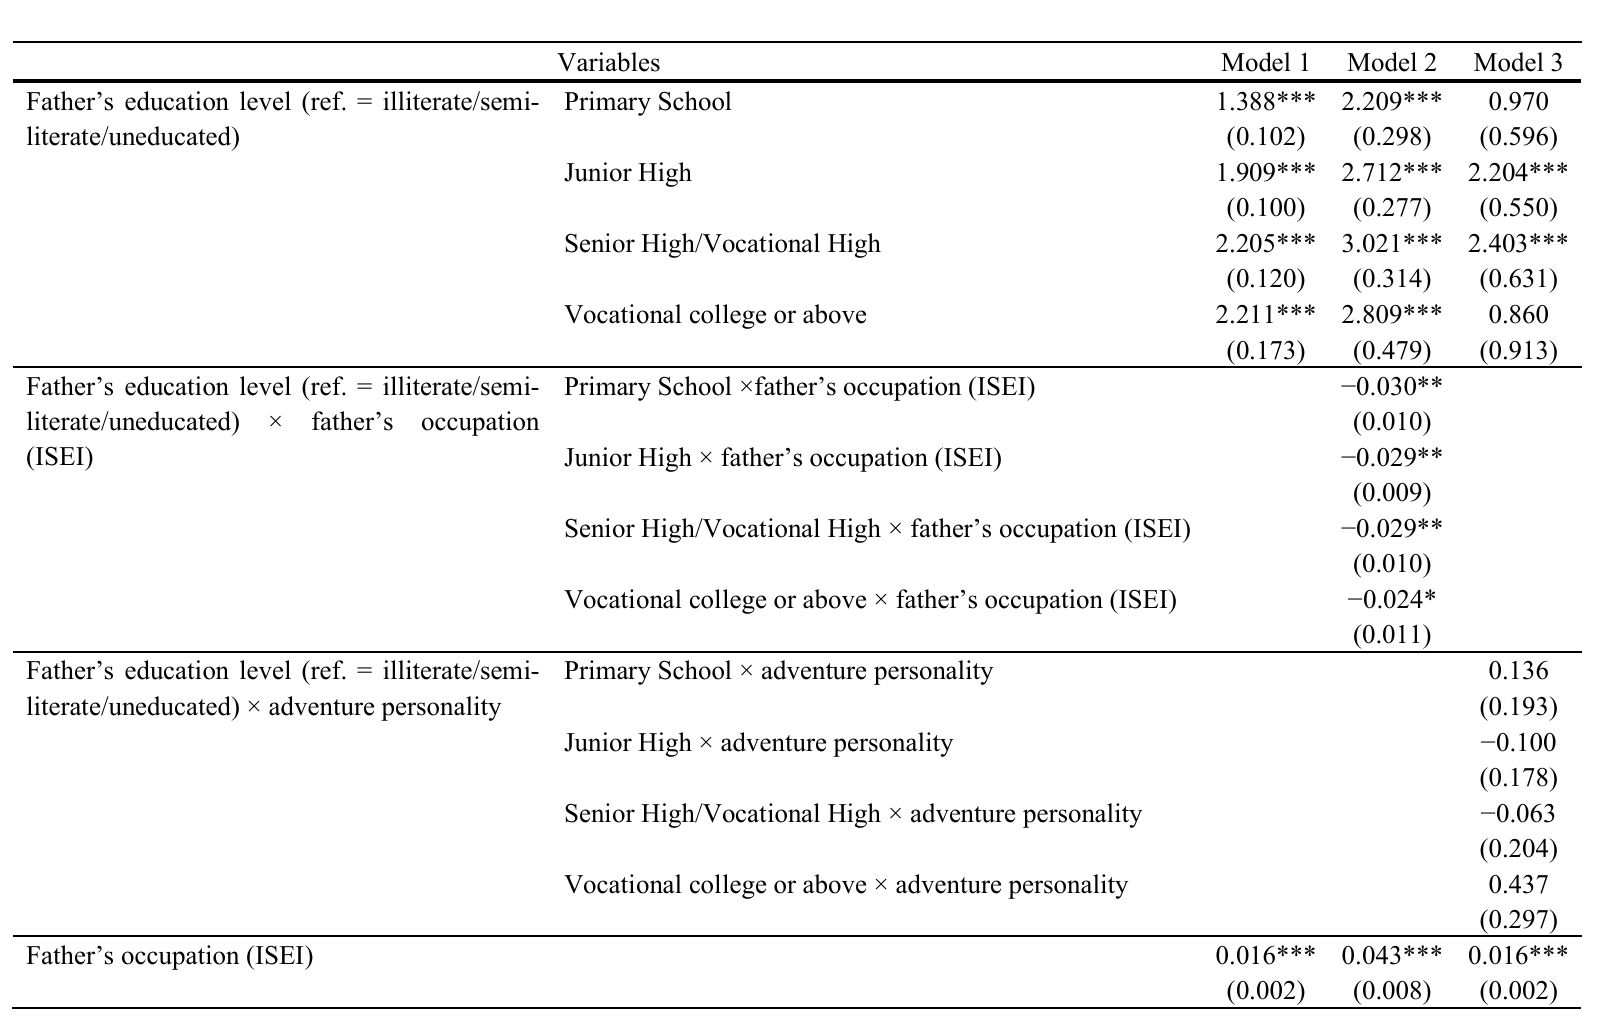 Variables Model 1 Model 2 Model 3
Father’s education level (ref. = illiterate/semi- Primary School 1.388*** 2.209*** 0.970
literate/uneducated) (0.102) (0.298) (0.596)
Junior High 1.909*** 2.712*** 2.204***
(0.100) (0.277) (0.550)
Senior High/Vocational High 2.205*** 3.021*** 2.403***
(0.120) (0.314) (0.631)
Vocational college or above 2.211*** 2.809*** 0.860
(0.173) (0.479) (0.913)
Father’s education level (ref. = illiterate/semi- Primary School ×father’s occupation (ISEI) −0.030**
literate/uneducated) × father’s occupation (0.010)
(ISEI) Junior High × father’s occupation (ISEI) −0.029**
(0.009)
Senior High/Vocational High × father’s occupation (ISEI) −0.029**
(0.010)
Vocational college or above × father’s occupation (ISEI) −0.024*
(0.011)
Father’s education level (ref. = illiterate/semi- Primary School × adventure personality 0.136
literate/uneducated) × adventure personality (0.193)
Junior High × adventure personality −0.100
(0.178)
Senior High/Vocational High × adventure personality −0.063
(0.204)
Vocational college or above × adventure personality 0.437
(0.297)
Father’s occupation (ISEI) 0.016*** 0.043*** 0.016***
(0.002) (0.008) (0.002)